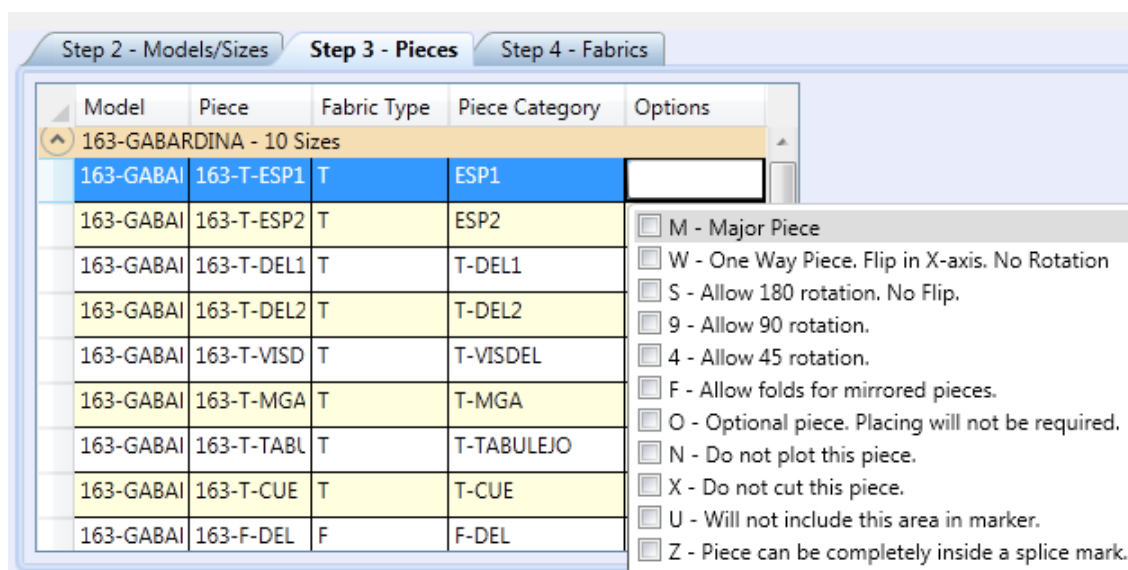 Step 2 - Models/Sizes Step 3 - Pieces Step 4 - Fabrics
Model Piece Fabric Type Piece Category Options
163-GABARDINA - 10 Sizes
163-GABAI 163-T-ESP1 T ESP1
163-GABAI 163-T-ESP2 T ESP2
M - Major Piece
163-GABAI 163-T-DEL1 T T-DEL1
W - One Way Piece. Flip in X-axis. No Rotation
S - Allow 180 rotation. No Flip.
163-GABAI 163-T-DEL2 T T-DEL2
9 - Allow 90 rotation.
163-GABAI 163-T-VISD T T-VISDEL
4 - Allow 45 rotation.
163-GABAI 163-T-MGA T T-MGA
F - Allow folds for mirrored pieces.
O - Optional piece. Placing will not be required.
163-GABAI 163-T-TABL T T-TABULEJO
N - Do not plot this piece.
163-GABAI 163-T-CUE T T-CUE
X - Do not cut this piece.
U - Will not include this area in marker.
163-GABAI 163-F-DEL F F-DEL
Z - Piece can be completely inside a splice mark.